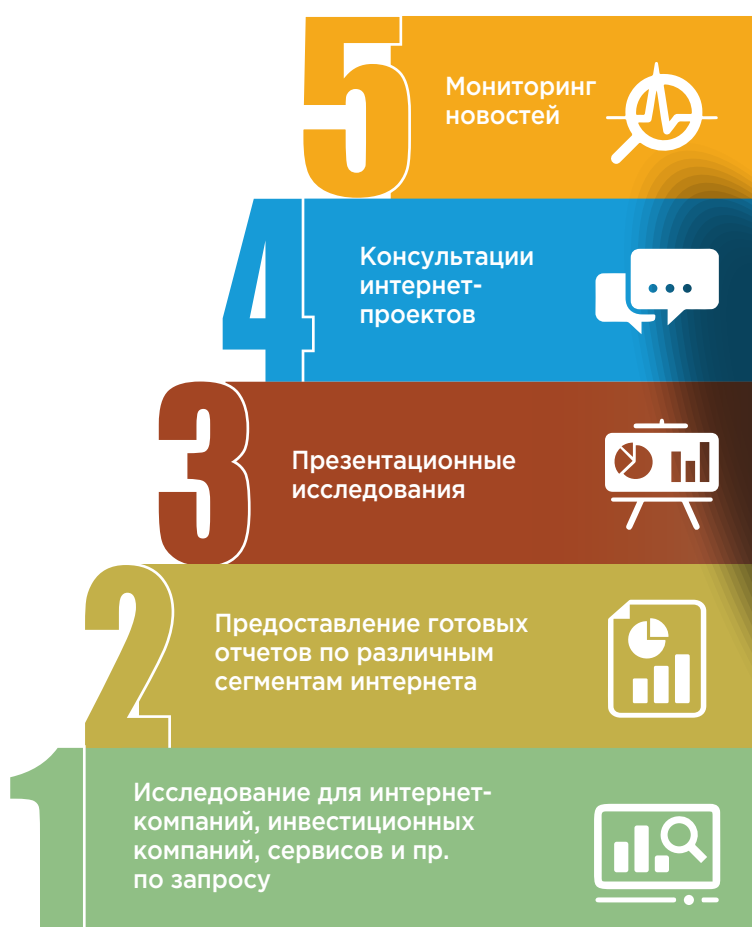 5
Мониторинг
новостей
4
Консультации
интернет-
проектов
3
Презентационные
исследования
2
Предоставление готовых
отчетов по различным
сегментам интернета
1
Исследование для интернет-
компаний, инвестиционных
компаний, сервисов и пр.
по запросу